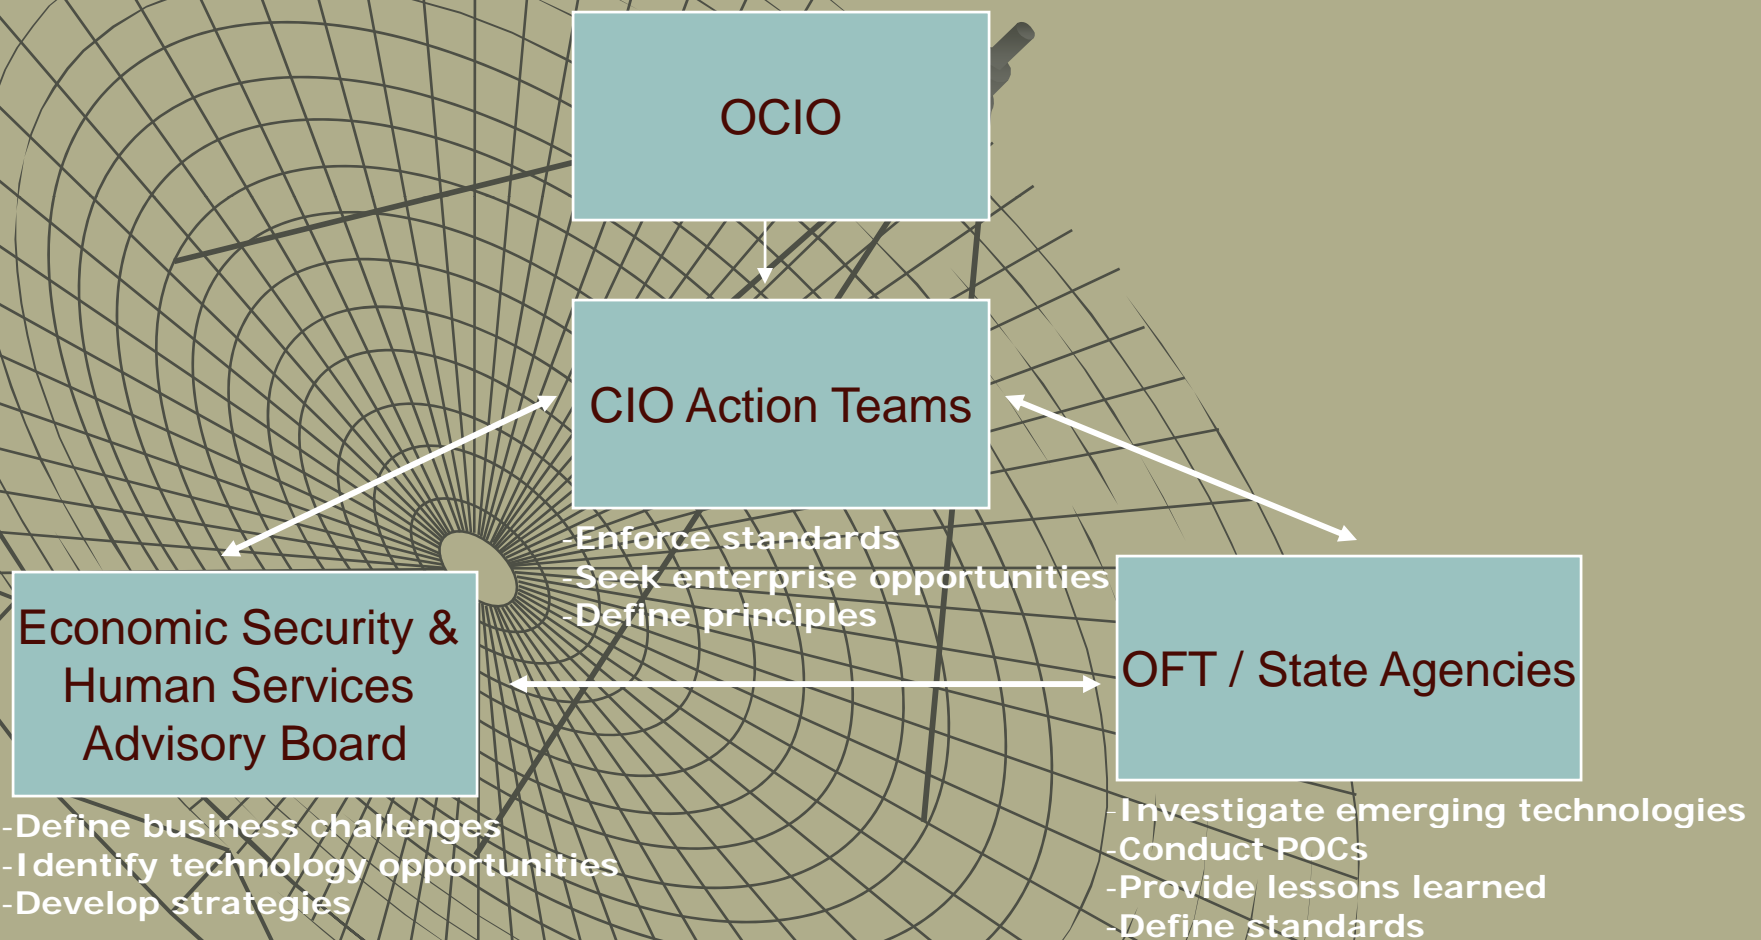 OCIO
CIO Action Teams
-Enforce standards
-Seek enterprise opportunities
-Define principles
Economic Security &
Human Services
Advisory Board
-Define business challenges
-Identify technology opportunities
-Develop strategies
OFT / State Agencies
-Investigate emerging technologies
-Conduct POCs
-Provide lessons learned
-Define standards